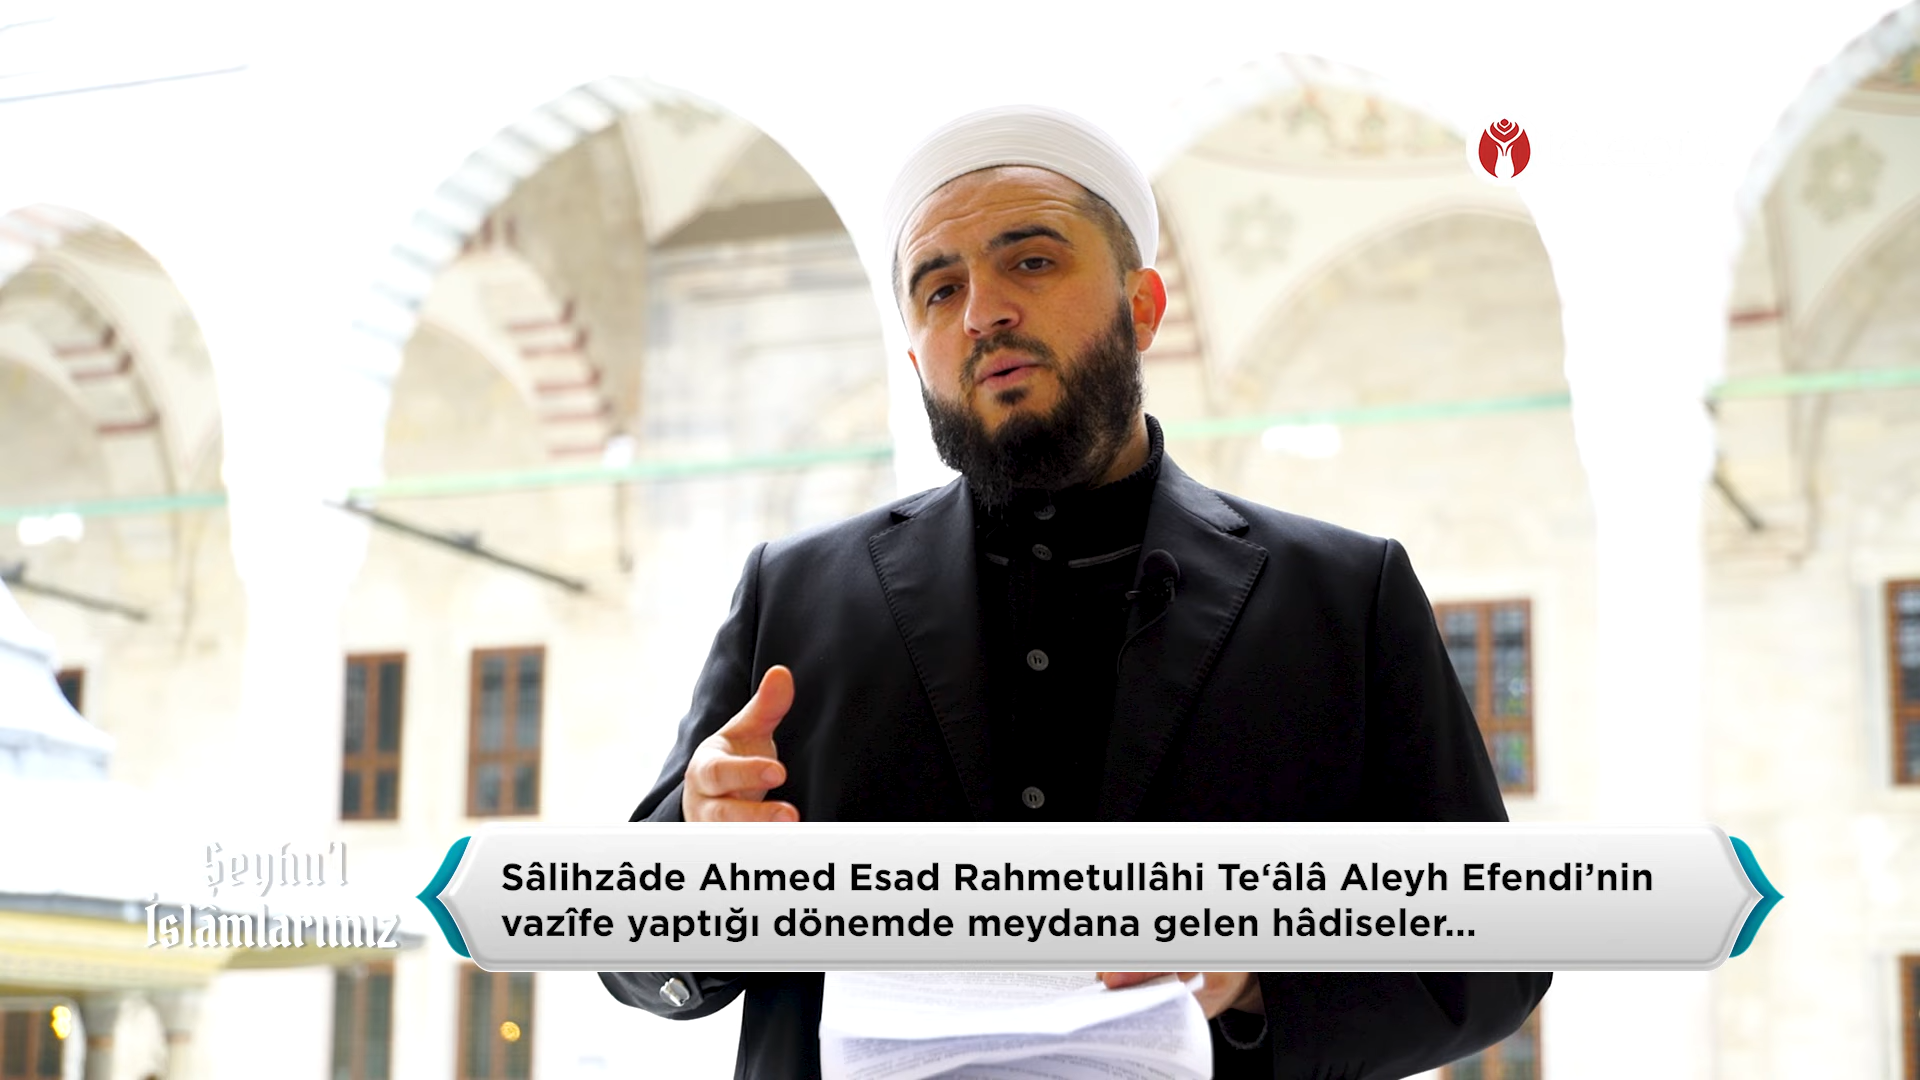 Şeyhu'l
İslâmlarımız
Sâlihzâde Ahmed Esad Rahmetullâhi Te‘âlâ Aleyh Efendi’nin
vazîfe yaptığı dönemde meydana gelen hâdiseler...